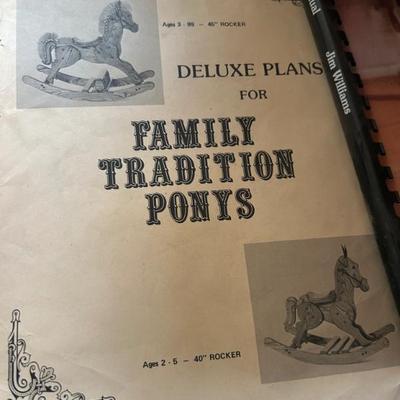 Ages 3 - 99 — 45" ROCKER
DELUXE PLANS
FOR
FAMILY
TRADITION
PONYS
Ages 2 - 5 — 40" ROCKER
Jim Williams